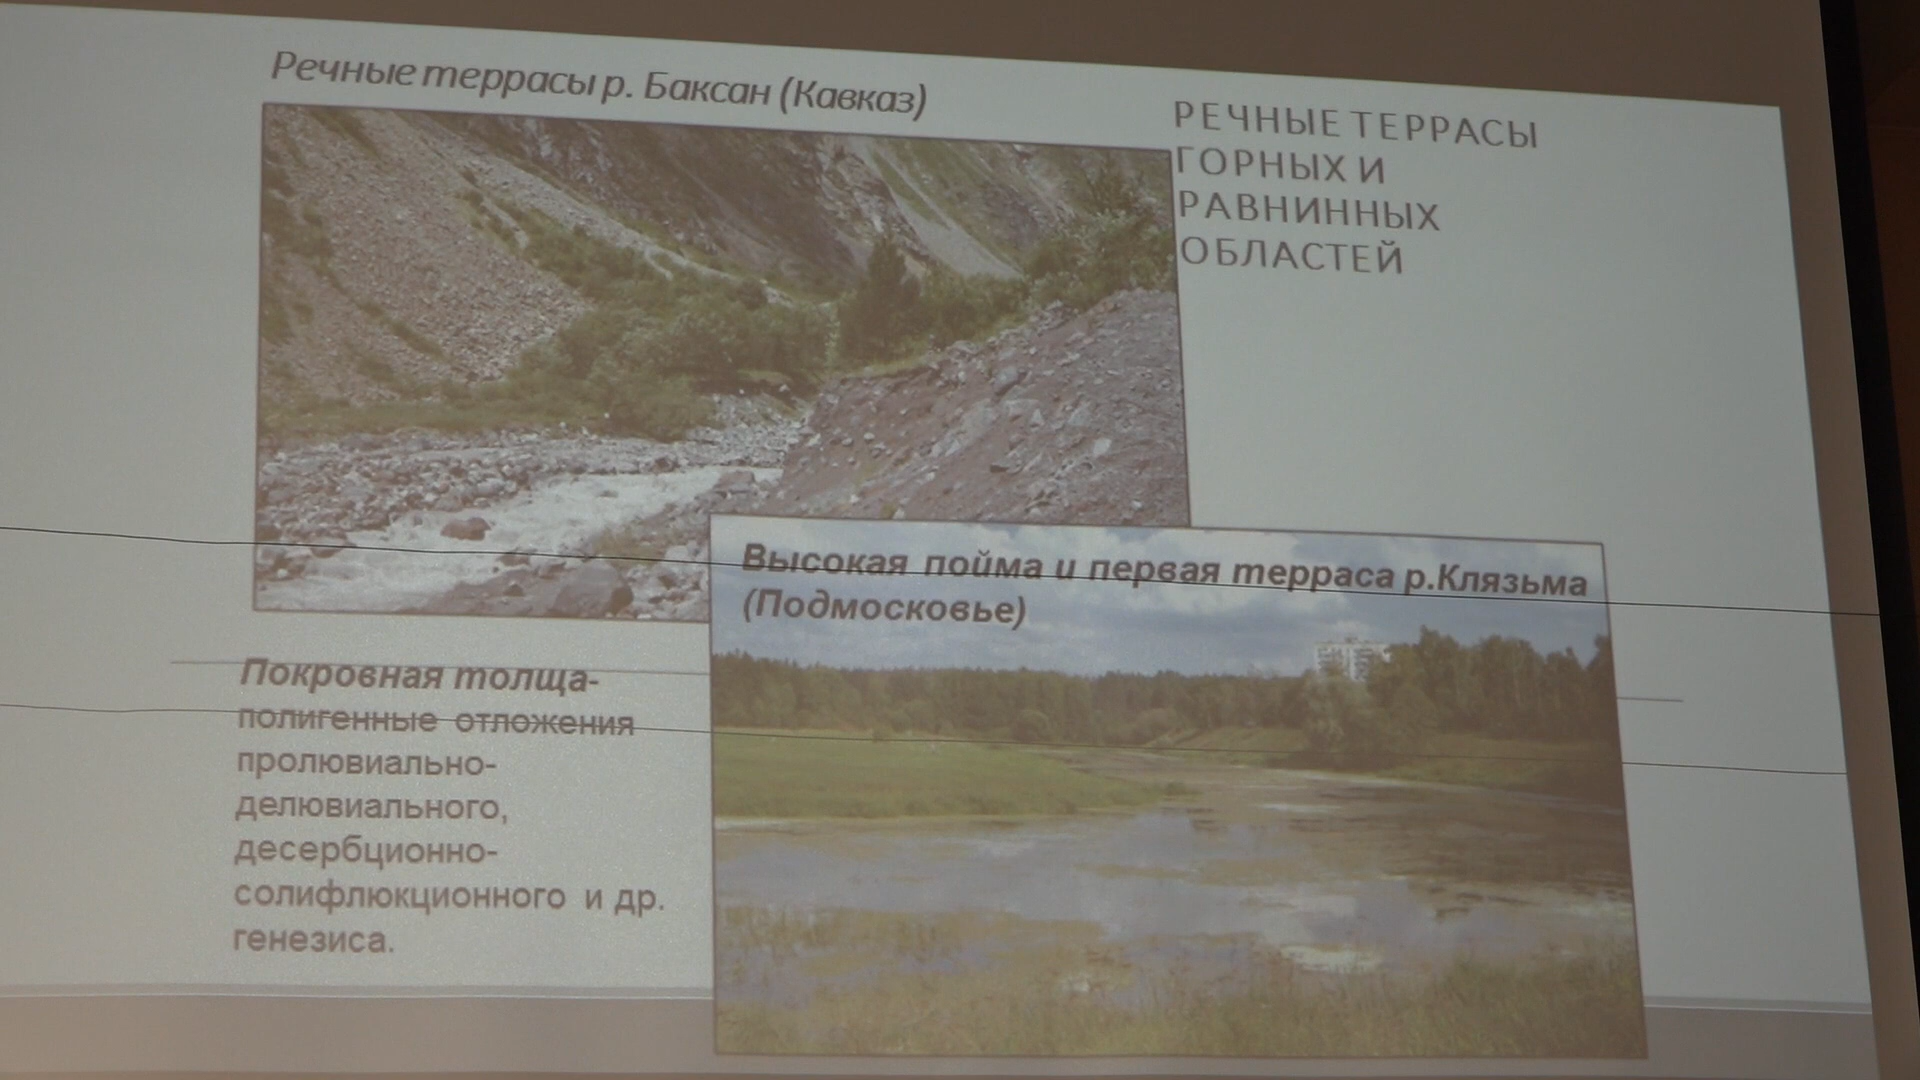 Речные террасы р. Баксан (Кавказ)
РЕЧНЫЕ ТЕРРАСЫ
ГОРНЫХ И
РАВНИННЫХ
ОБЛАСТЕЙ
Высокая пойма и первая терраса р.Клязьма
(Подмосковье)
Покровная толща-
полигенные отложения
пролювиально-
делювиального,
десербционно-
солифлюкционного и др.
генезиса.